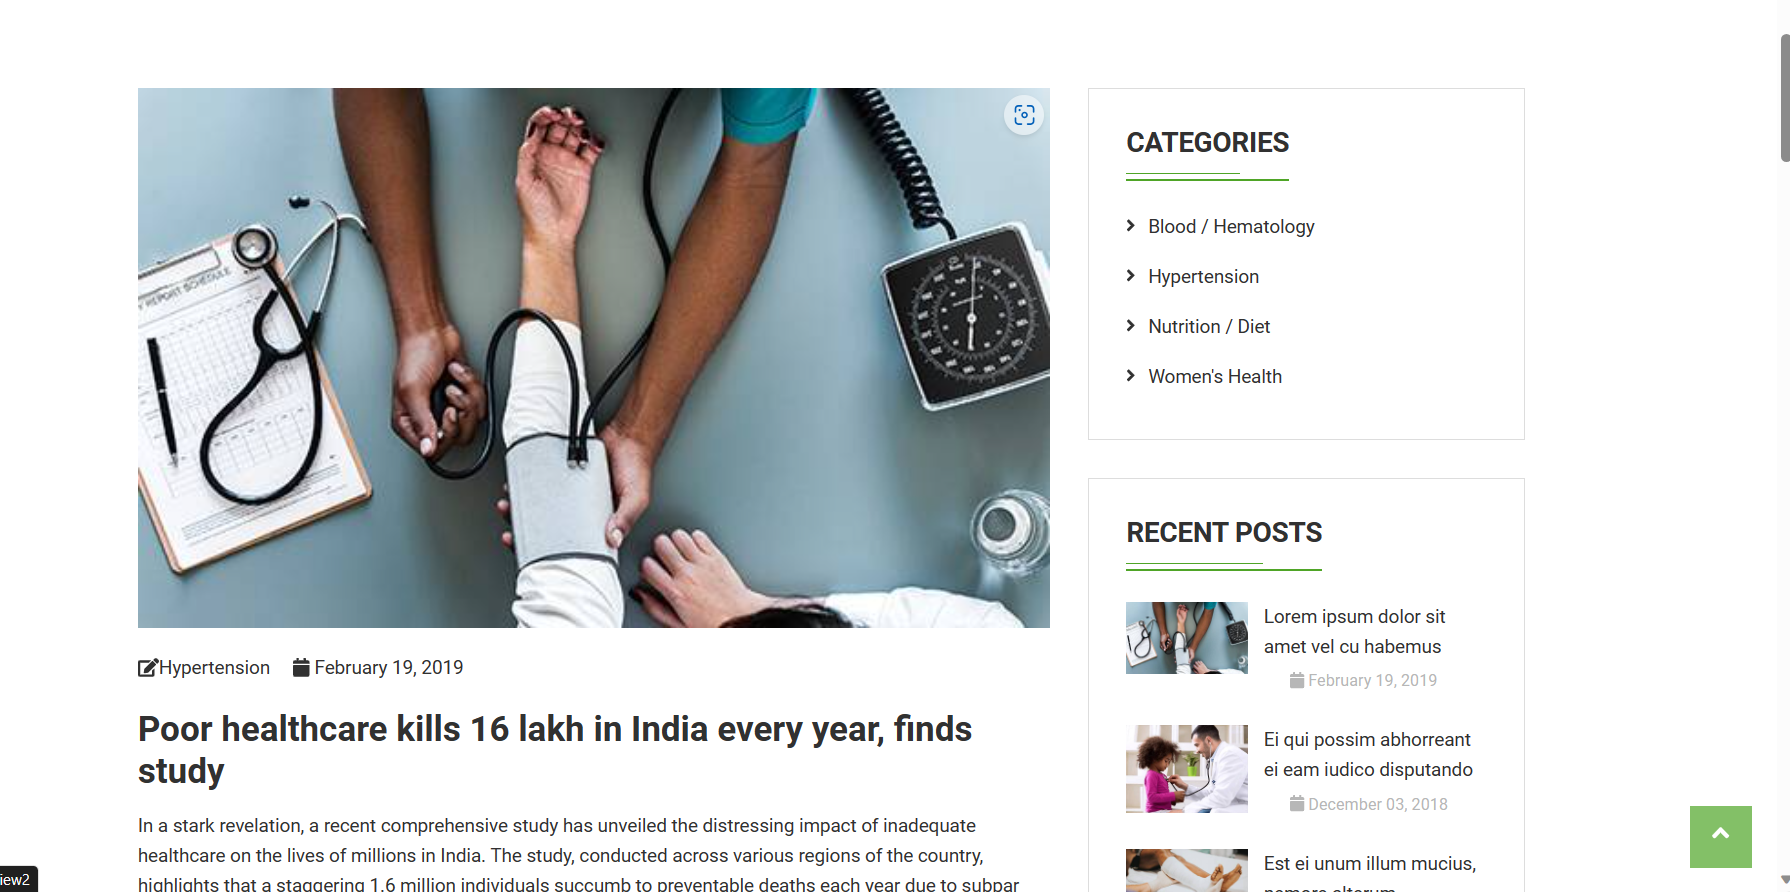 REPORT SCHEDULE
Hypertension February 19, 2019
Poor healthcare kills 16 lakh in India every year, finds
study
In a stark revelation, a recent comprehensive study has unveiled the distressing impact of inadequate
healthcare on the lives of millions in India. The study, conducted across various regions of the country,
highlights that a staggering 1.6 million individuals succumb to preventable deaths each year due to subpar
CATEGORIES
Blood / Hematology
Hypertension
Nutrition / Diet
Women's Health
RECENT POSTS
Lorem ipsum dolor sit
amet vel cu habemus
February 19, 2019
Ei qui possim abhorreant
ei eam iudico disputando
December 03, 2018
Est ei unum illum mucius,
iew2